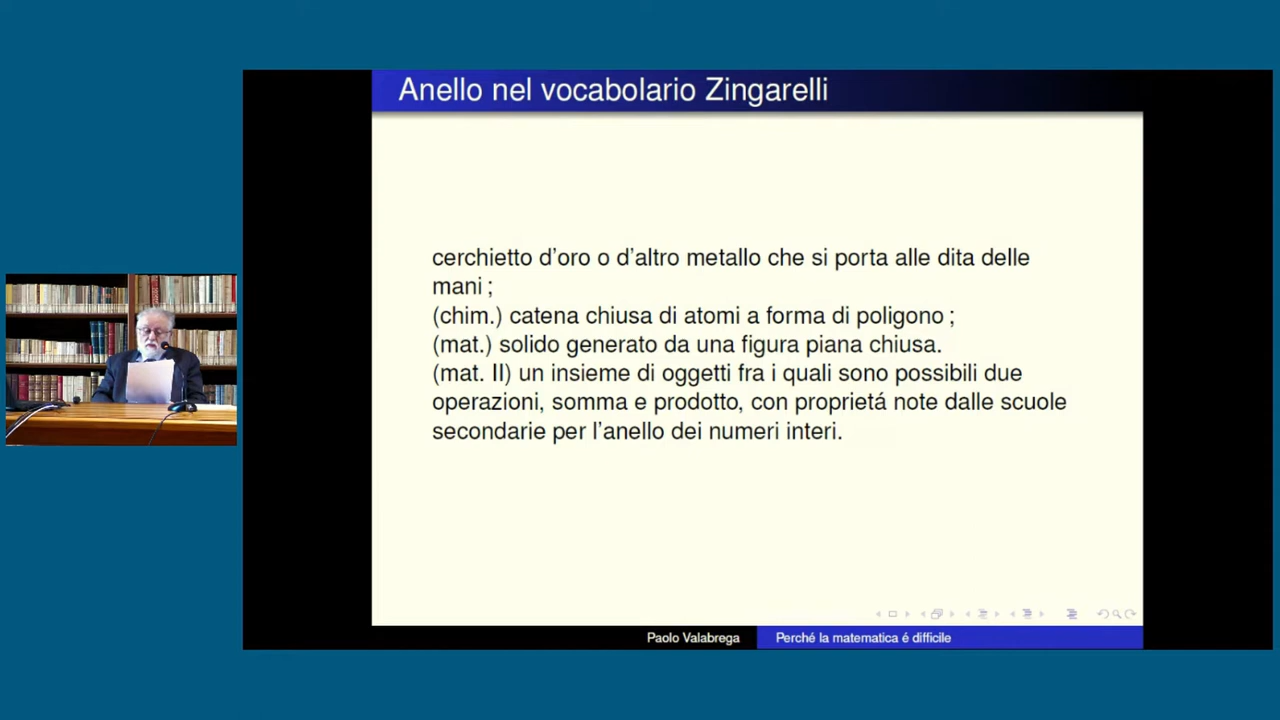 Anello nel vocabolario Zingarelli
cerchietto d'oro o d'altro metallo che si porta alle dita delle
mani ;
(chim.) catena chiusa di atomi a forma di poligono ;
(mat.) solido generato da una figura piana chiusa.
(mat. II) un insieme di oggetti fra i quali sono possibili due
operazioni, somma e prodotto, con proprietá note dalle scuole
secondarie per l'anello dei numeri interi.
Paolo Valabrega
Perché la matematica é difficile